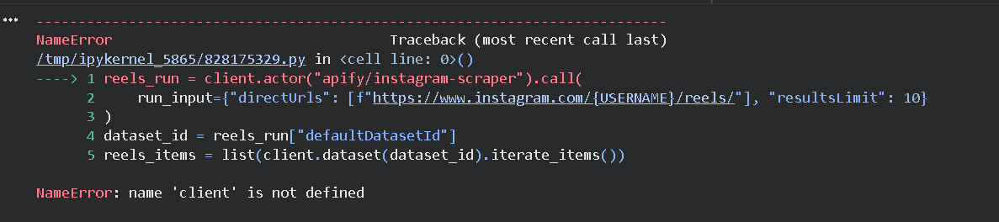 ---------------------------------------------------------------------------
NameError                                 Traceback (most recent call last)
/tmp/ipykernel_5865/828175329.py in <cell line: 0>()
----> 1 reels_run = client.actor("apify/instagram-scraper").call(
      2     run_input={"directUrls": [f"https://www.instagram.com/{USERNAME}/reels/"], "resultsLimit": 10}
      3 )
      4 dataset_id = reels_run["defaultDatasetId"]
      5 reels_items = list(client.dataset(dataset_id).iterate_items())
NameError: name 'client' is not defined